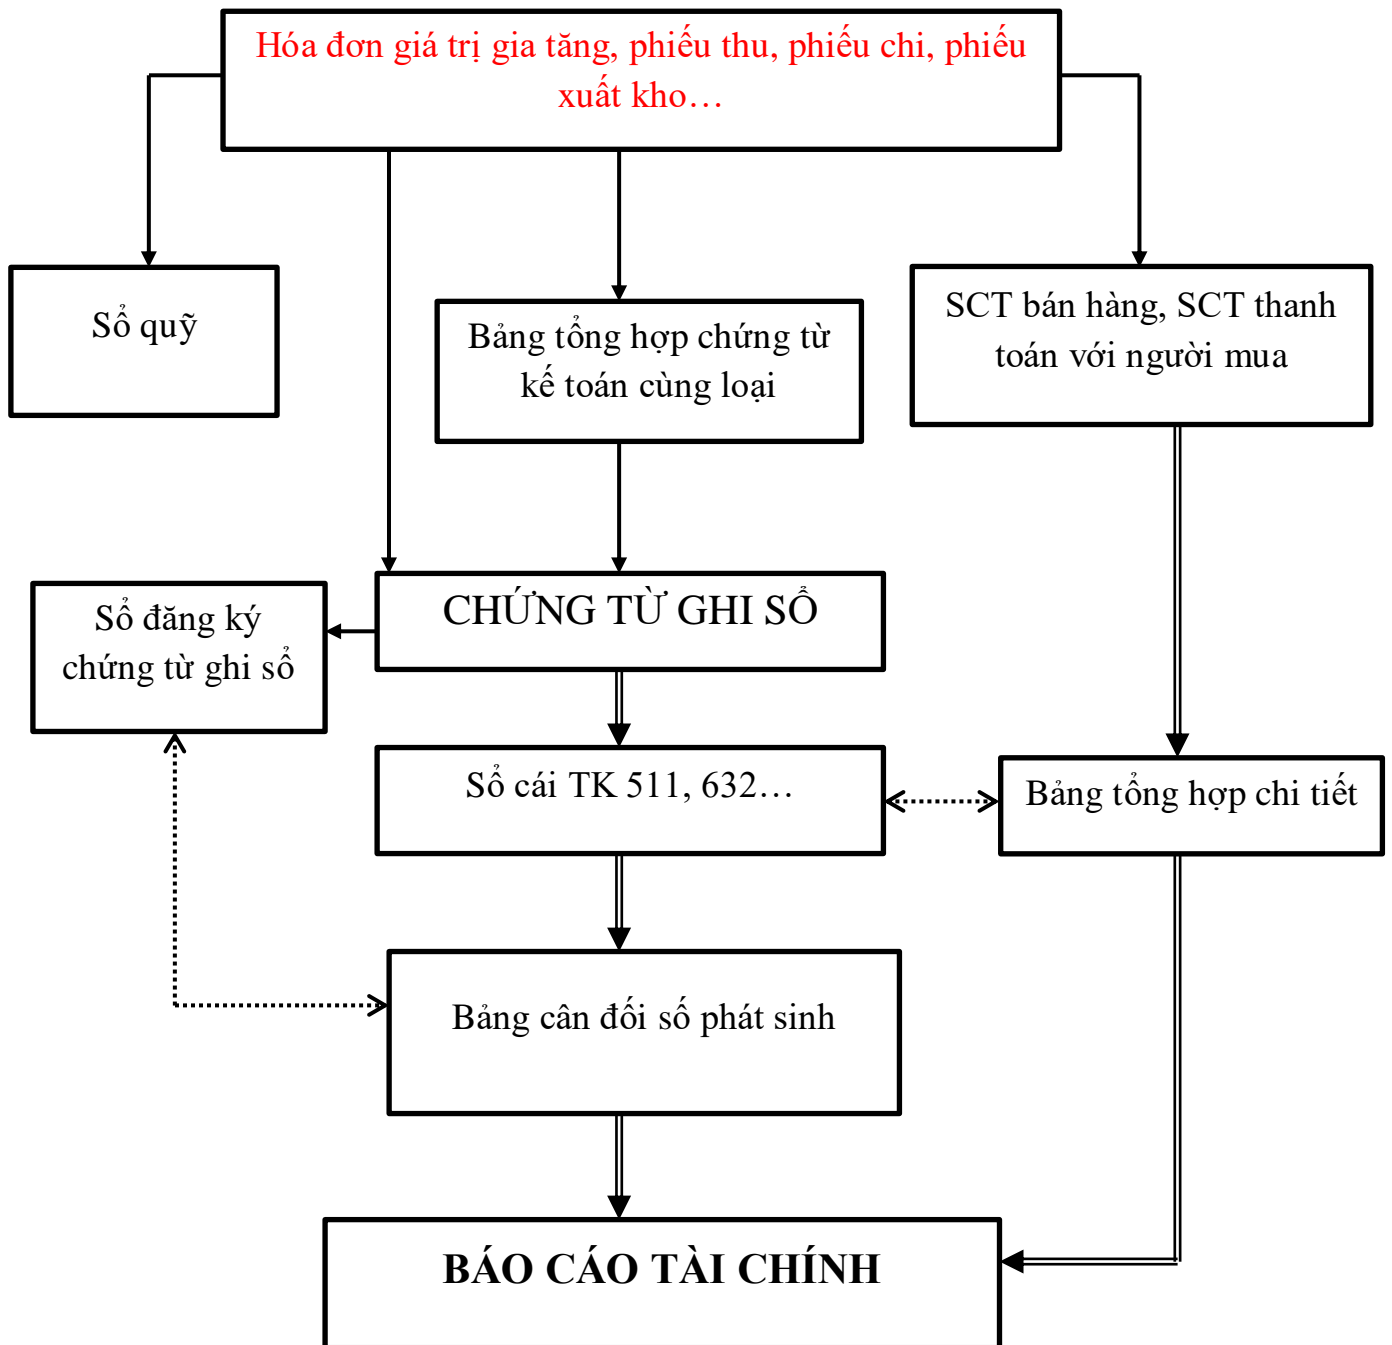 Hóa đơn giá trị gia tăng, phiếu thu, phiếu chi, phiếu
xuất kho…
Sổ quỹ
Bảng tổng hợp chứng từ
kế toán cùng loại
SCT bán hàng, SCT thanh
toán với người mua
Sổ đăng ký
chứng từ ghi sổ
CHỨNG TỪ GHI SỔ
Sổ cái TK 511, 632…
Bảng tổng hợp chi tiết
Bảng cân đối số phát sinh
BÁO CÁO TÀI CHÍNH